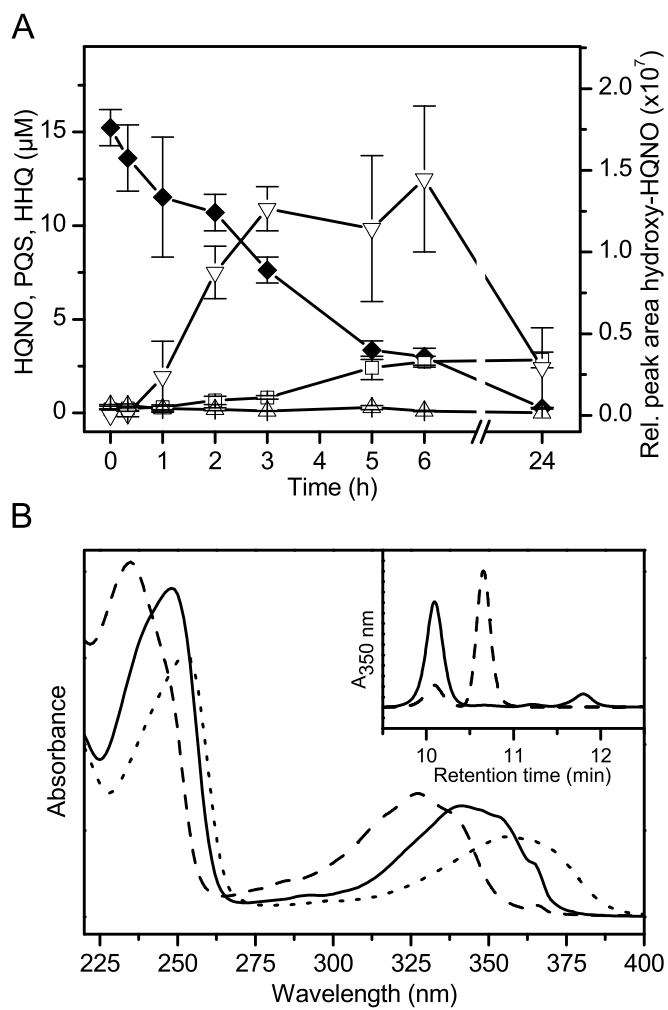 A
HQNO, PQS, HHQ (µM)
15
10
5
0
2.0
1.5
1.0
0.5
0.0
Rel. peak area hydroxy-HQNO (x10⁷)
0 1 2 3 4 5 6 24
Time (h)
B
Absorbance
A350 nm
10 11 12
Retention time (min)
225 250 275 300 325 350 375 400
Wavelength (nm)